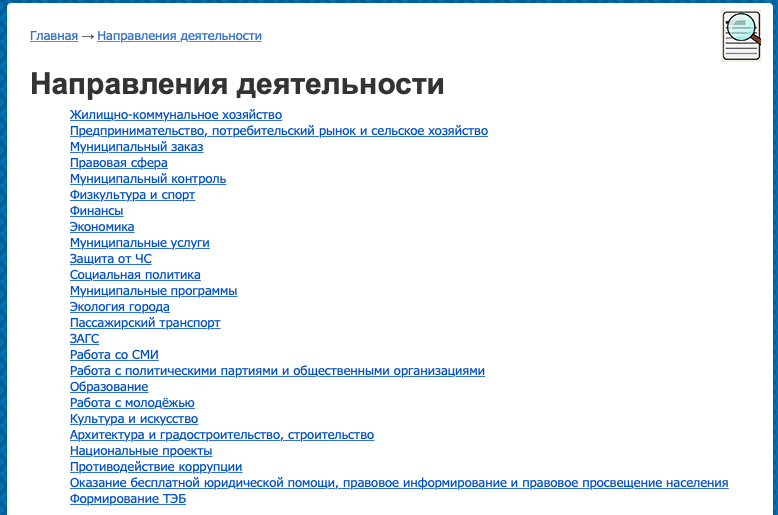 Главная → Направления деятельности
Направления деятельности
Жилищно-коммунальное хозяйство
Предпринимательство, потребительский рынок и сельское хозяйство
Муниципальный заказ
Правовая сфера
Муниципальный контроль
Физкультура и спорт
Финансы
Экономика
Муниципальные услуги
Защита от ЧС
Социальная политика
Муниципальные программы
Экология города
Пассажирский транспорт
ЗАГС
Работа со СМИ
Работа с политическими партиями и общественными организациями
Образование
Работа с молодёжью
Культура и искусство
Архитектура и градостроительство, строительство
Национальные проекты
Противодействие коррупции
Оказание бесплатной юридической помощи, правовое информирование и правовое просвещение населения
Формирование ТЭБ